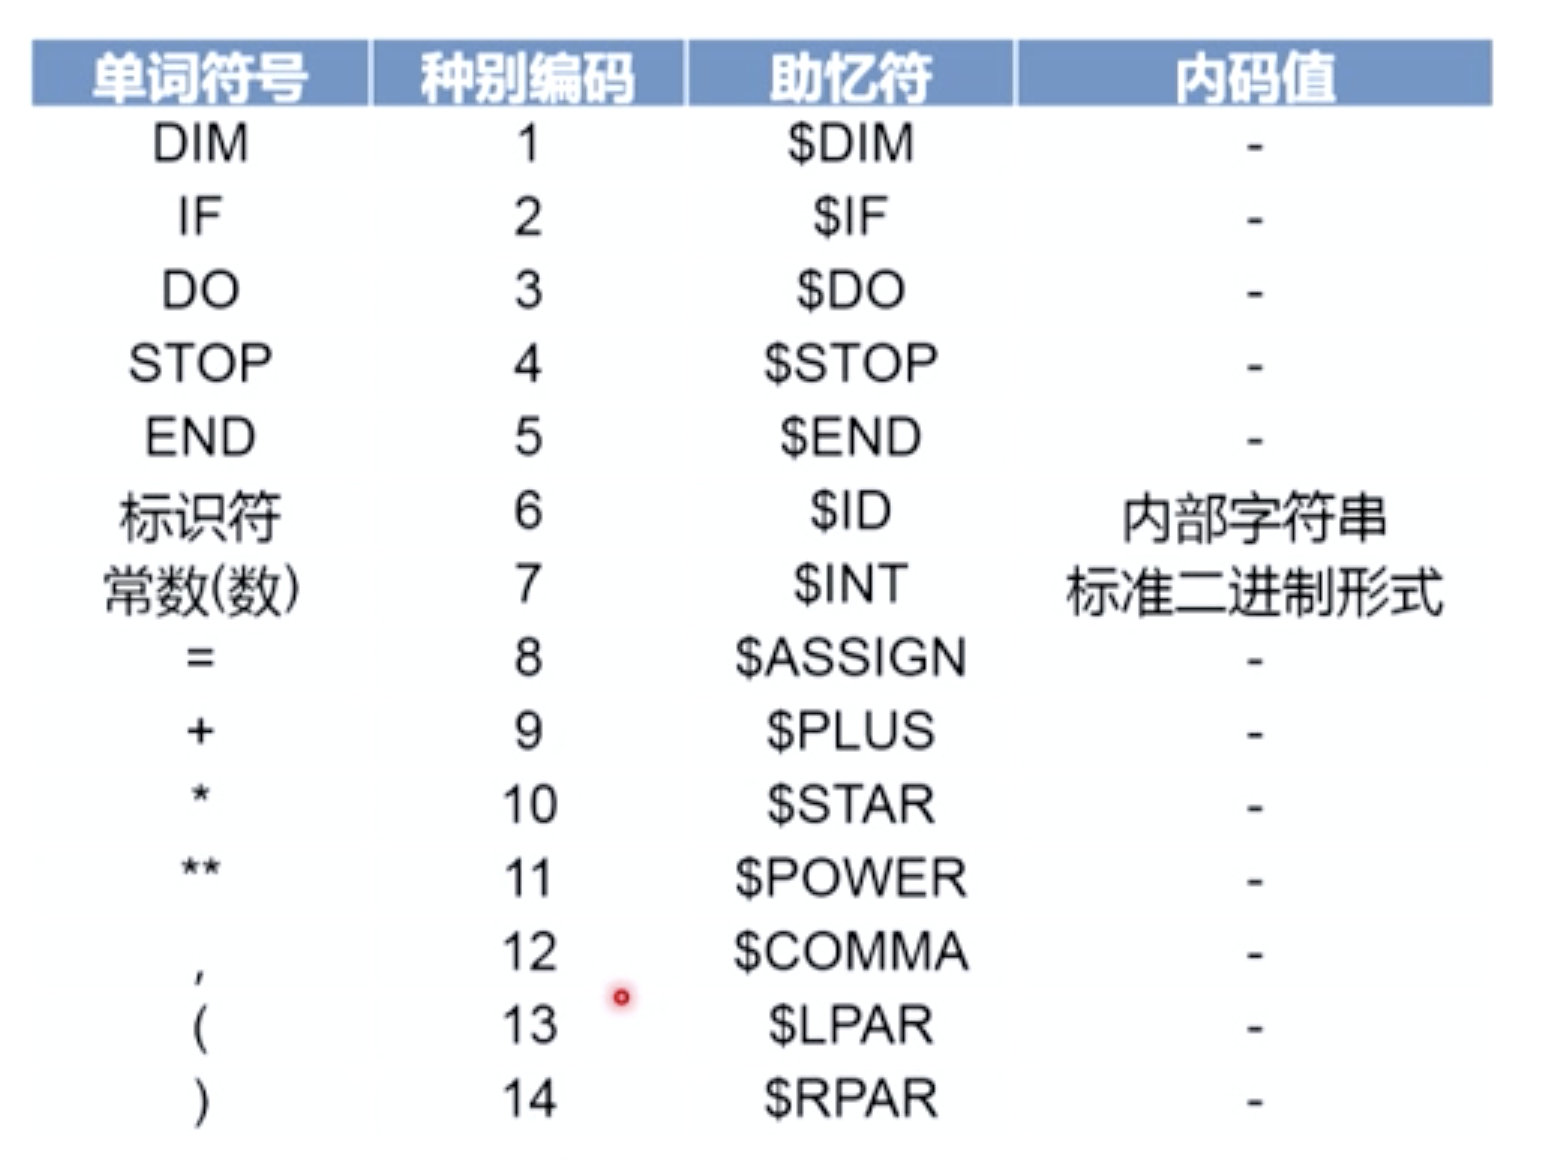 单词符号 种别编码 助忆符 内码值
DIM 1 $DIM -
IF 2 $IF -
DO 3 $DO -
STOP 4 $STOP -
END 5 $END -
标识符 6 $ID 内部字符串
常数(数) 7 $INT 标准二进制形式
= 8 $ASSIGN -
+ 9 $PLUS -
* 10 $STAR -
** 11 $POWER -
, 12 $COMMA -
( 13 $LPAR -
) 14 $RPAR -